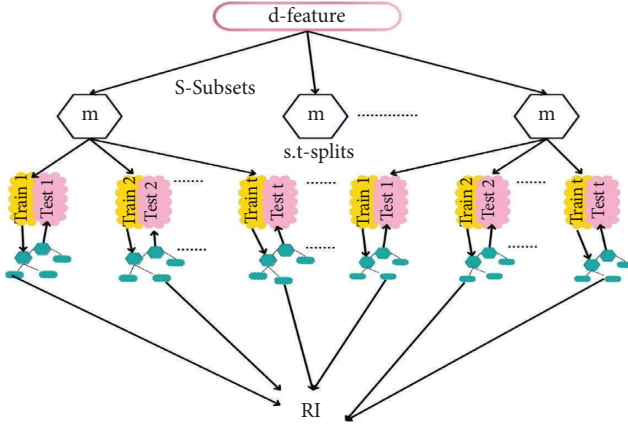 d-feature
S-Subsets
m
m
m
s.t-splits
Train 1
Test 1
Train 2
Test 2
Train t
Test t
Train 1
Test 1
Train 2
Test 2
Train t
Test t
RI